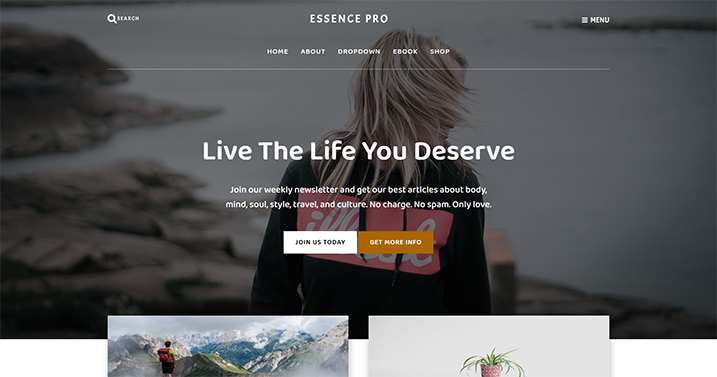 SEARCH
ESSENCE PRO
MENU
HOME ABOUT DROPDOWN EBOOK SHOP
Live The Life You Deserve
Join our weekly newsletter and get our best articles about body,
mind, soul, style, travel, and culture. No charge. No spam. Only love.
JOIN US TODAY GET MORE INFO